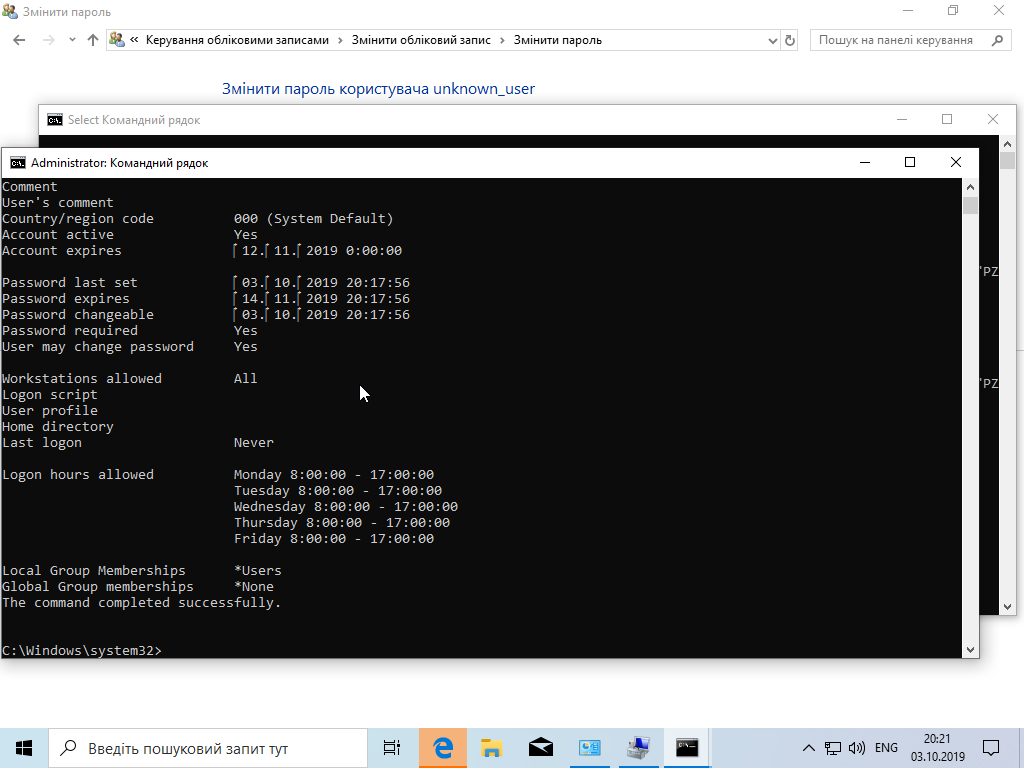 Змінити пароль
« Керування обліковими записами › Змінити обліковий запис › Змінити пароль
Пошук на панелі керування
Змінити пароль користувача unknown_user
Select Командний рядок
Administrator: Командний рядок
Comment
User's comment
Country/region code 000 (System Default)
Account active Yes
Account expires ⌈ 12.⌈ 11.⌈ 2019 0:00:00
'PZ
Password last set ⌈ 03.⌈ 10.⌈ 2019 20:17:56
Password expires ⌈ 14.⌈ 11.⌈ 2019 20:17:56
Password changeable ⌈ 03.⌈ 10.⌈ 2019 20:17:56
Password required Yes
User may change password Yes
Workstations allowed All
'PZ
Logon script
User profile
Home directory
Last logon Never
Logon hours allowed Monday 8:00:00 - 17:00:00
Tuesday 8:00:00 - 17:00:00
Wednesday 8:00:00 - 17:00:00
Thursday 8:00:00 - 17:00:00
Friday 8:00:00 - 17:00:00
Local Group Memberships *Users
Global Group memberships *None
The command completed successfully.
C:\Windows\system32>
Введіть пошуковий запит тут
ENG
20:21
03.10.2019